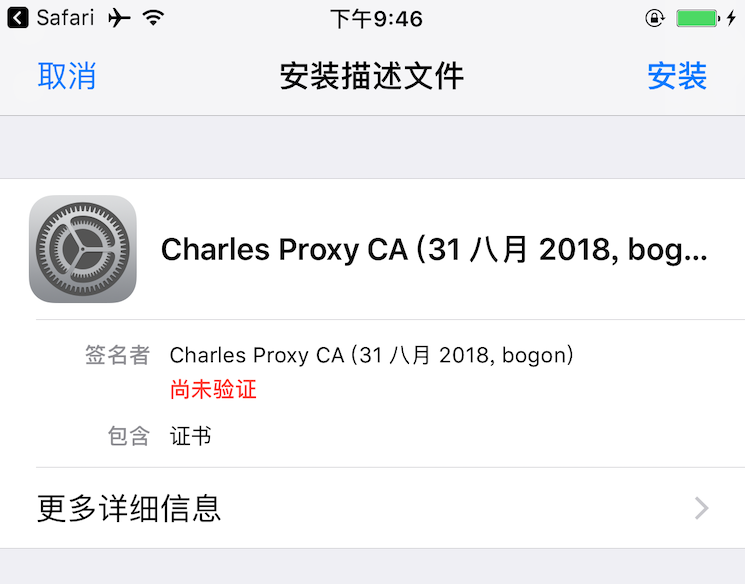 Safari 下午9:46
取消 安装描述文件 安装
Charles Proxy CA (31 八月 2018, bog...
签名者 Charles Proxy CA (31 八月 2018, bogon)
尚未验证
包含 证书
更多详细信息